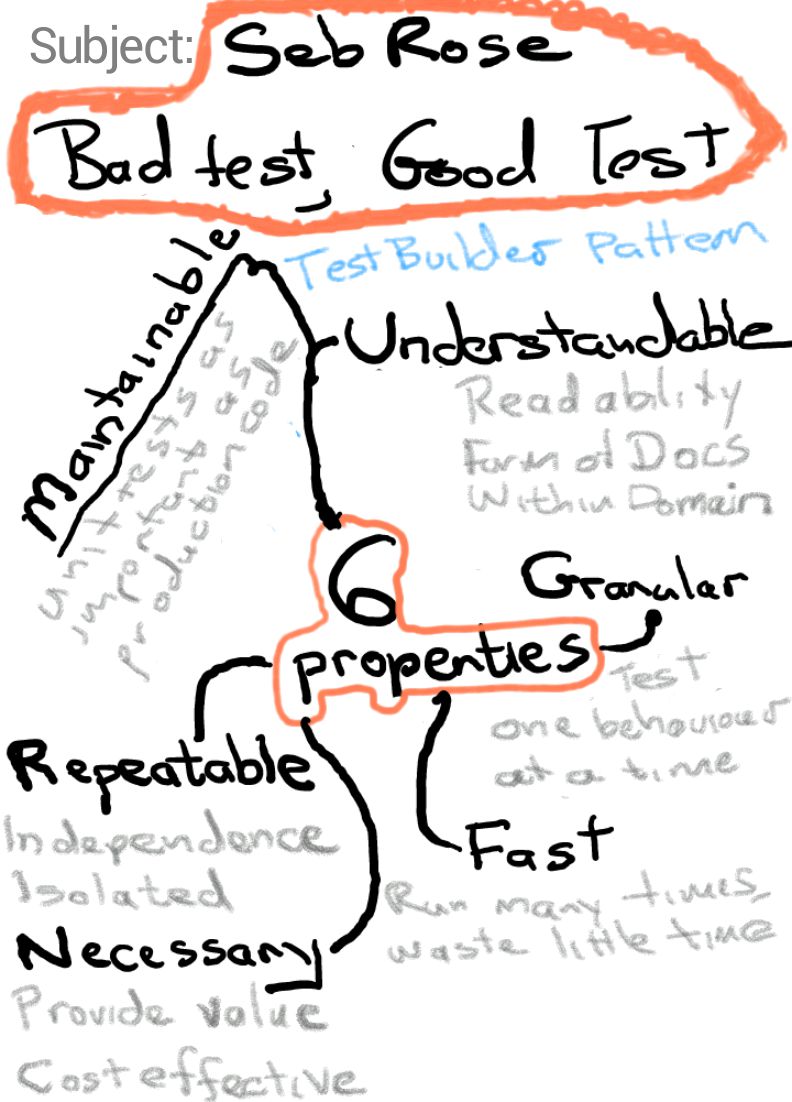 Subject: Seb Rose
Bad test, Good Test
Test Builder Pattern
Maintainable
unit tests as
important as
production code
Understandable
Readability
Form of Docs
Within Domain
6
properties
Granular
Test
one behaviour
at a time
Repeatable
Independence
Isolated
Fast
Run many times,
waste little time
Necessary
Provide value
Cost effective